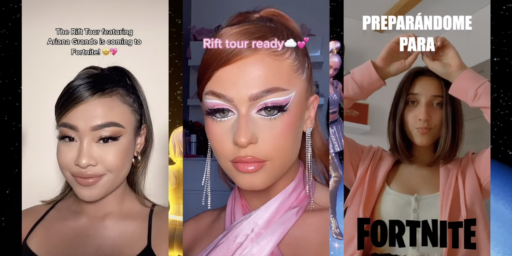 The Rift Tour featuring
Ariana Grande is coming to
Fortnite! 🤩💖
Rift tour ready☁️💕
PREPARÁNDOME
PARA
FORTNITE